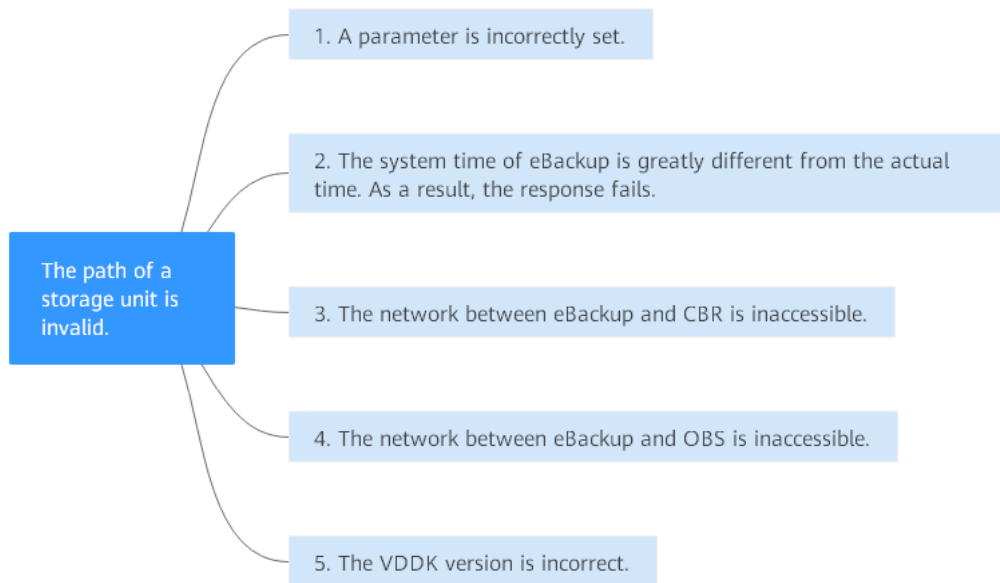 1. A parameter is incorrectly set.
2. The system time of eBackup is greatly different from the actual
time. As a result, the response fails.
The path of a
storage unit is
invalid.
3. The network between eBackup and CBR is inaccessible.
4. The network between eBackup and OBS is inaccessible.
5. The VDDK version is incorrect.